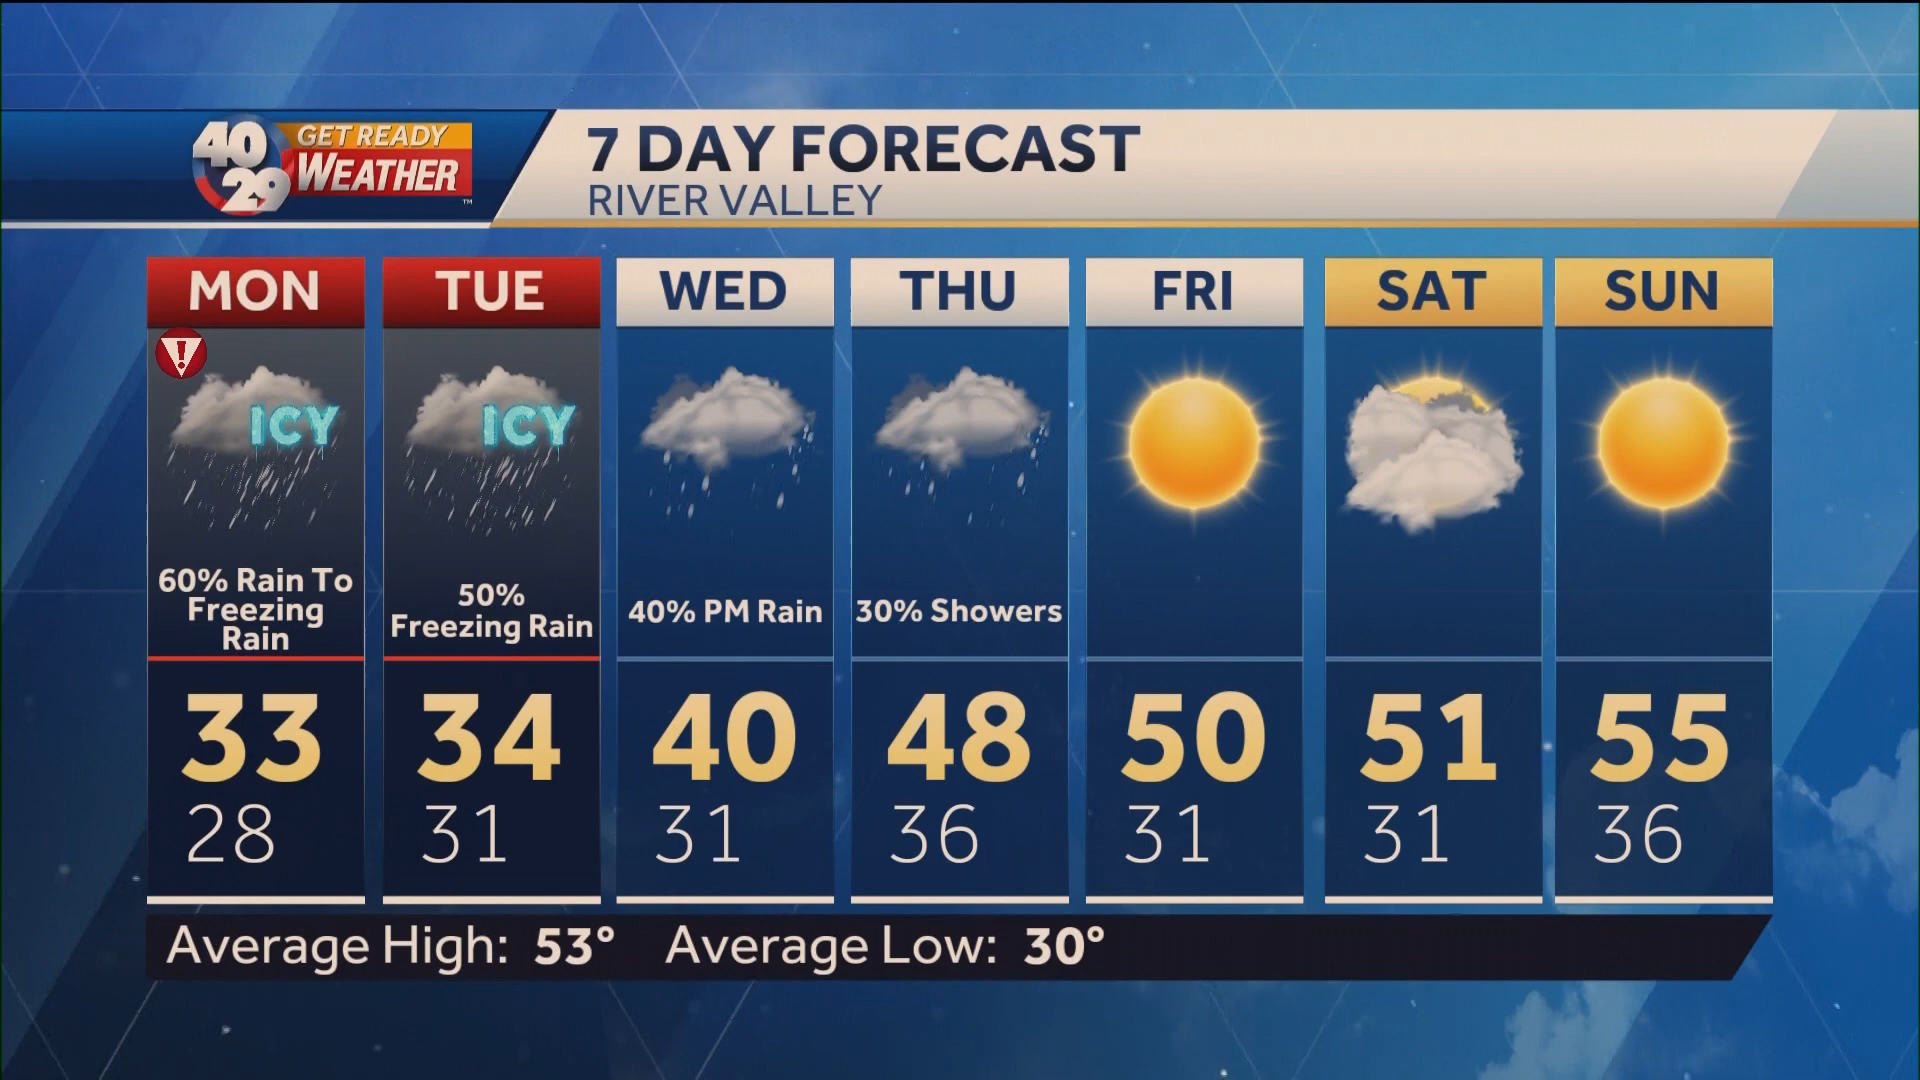 40
29
GET READY
WEATHER ™
7 DAY FORECAST
RIVER VALLEY
MON
TUE
WED
THU
FRI
SAT
SUN
!
ICY
ICY
60% Rain To
Freezing
Rain
50%
Freezing Rain
40% PM Rain
30% Showers
33
34
40
48
50
51
55
28
31
31
36
31
31
36
Average High: 53° Average Low: 30°